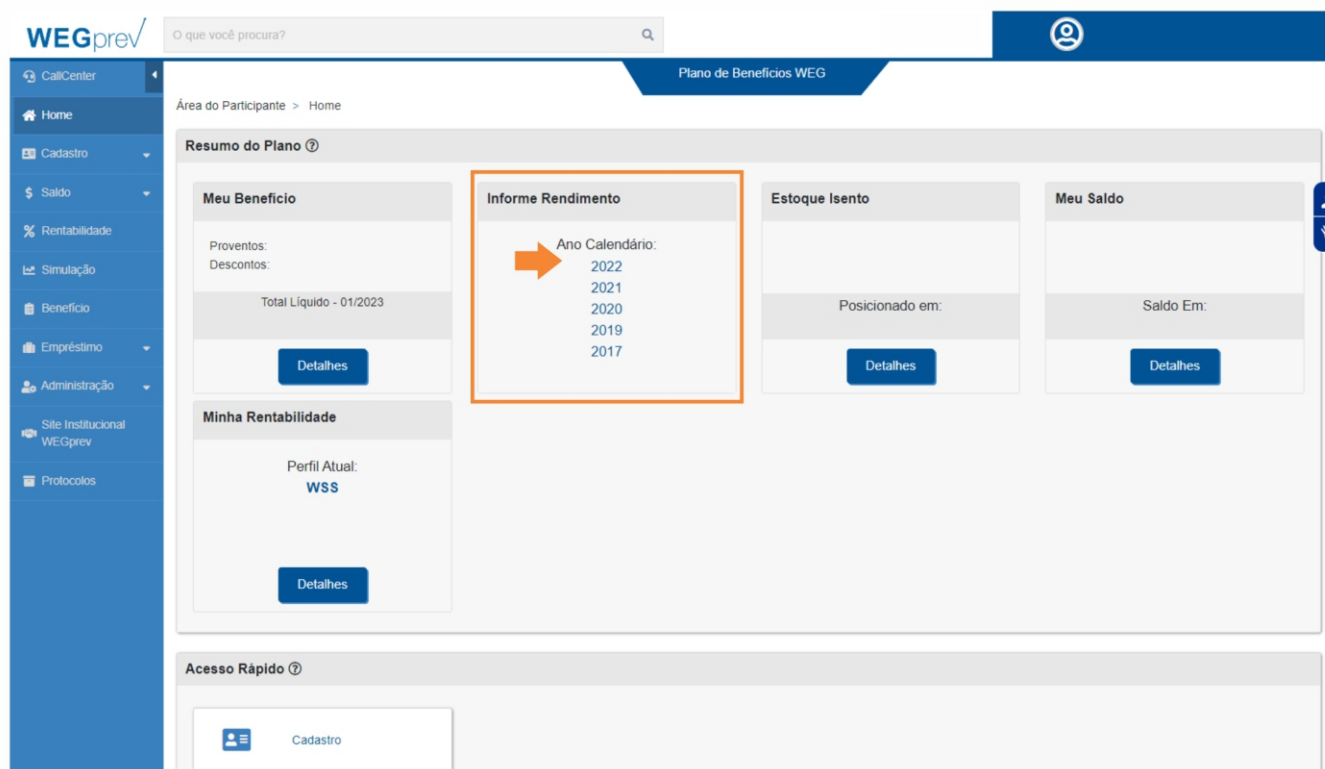 WEGprev
O que você procura?
Plano de Benefícios WEG
CallCenter
Home
Cadastro
Saldo
Rentabilidade
Simulação
Benefício
Empréstimo
Administração
Site Institucional
WEGprev
Protocolos
Área do Participante > Home
Resumo do Plano
Meu Benefício
Proventos:
Descontos:
Total Líquido - 01/2023
Detalhes
Informe Rendimento
Ano Calendário:
2022
2021
2020
2019
2017
Estoque Isento
Posicionado em:
Detalhes
Meu Saldo
Saldo Em:
Detalhes
Minha Rentabilidade
Perfil Atual:
WSS
Detalhes
Acesso Rápido
Cadastro